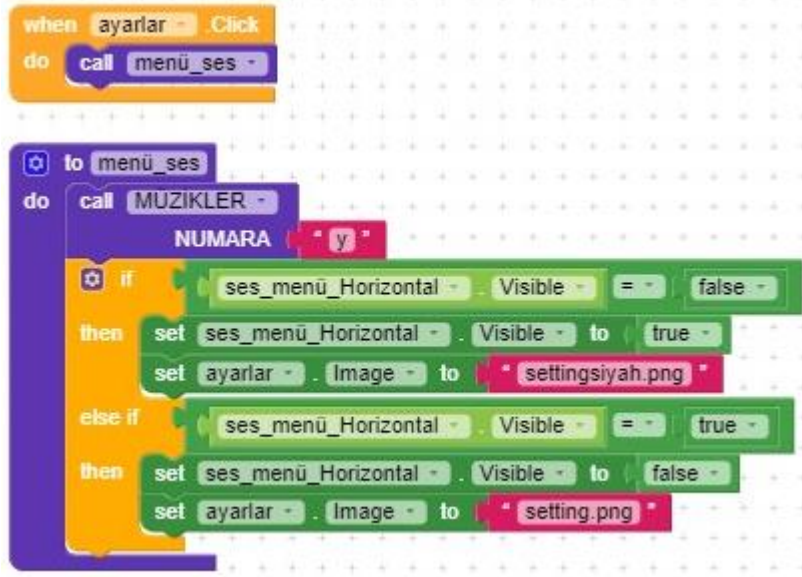 when ayarlar .Click
do call menü_ses
to menü_ses
do call MUZIKLER
NUMARA " y "
if ses_menü_Horizontal . Visible = false
then set ses_menü_Horizontal . Visible to true
set ayarlar . Image to " settingsiyah.png "
else if ses_menü_Horizontal . Visible = true
then set ses_menü_Horizontal . Visible to false
set ayarlar . Image to " setting.png "